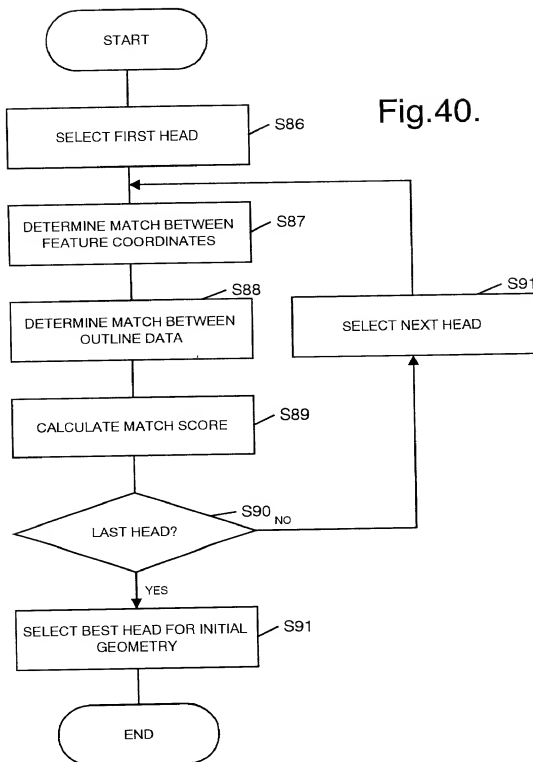 START
Fig.40.
SELECT FIRST HEAD
S86
DETERMINE MATCH BETWEEN
FEATURE COORDINATES
S87
S88
DETERMINE MATCH BETWEEN
OUTLINE DATA
S91
SELECT NEXT HEAD
CALCULATE MATCH SCORE
S89
LAST HEAD?
S90
NO
YES
SELECT BEST HEAD FOR INITIAL
GEOMETRY
S91
END